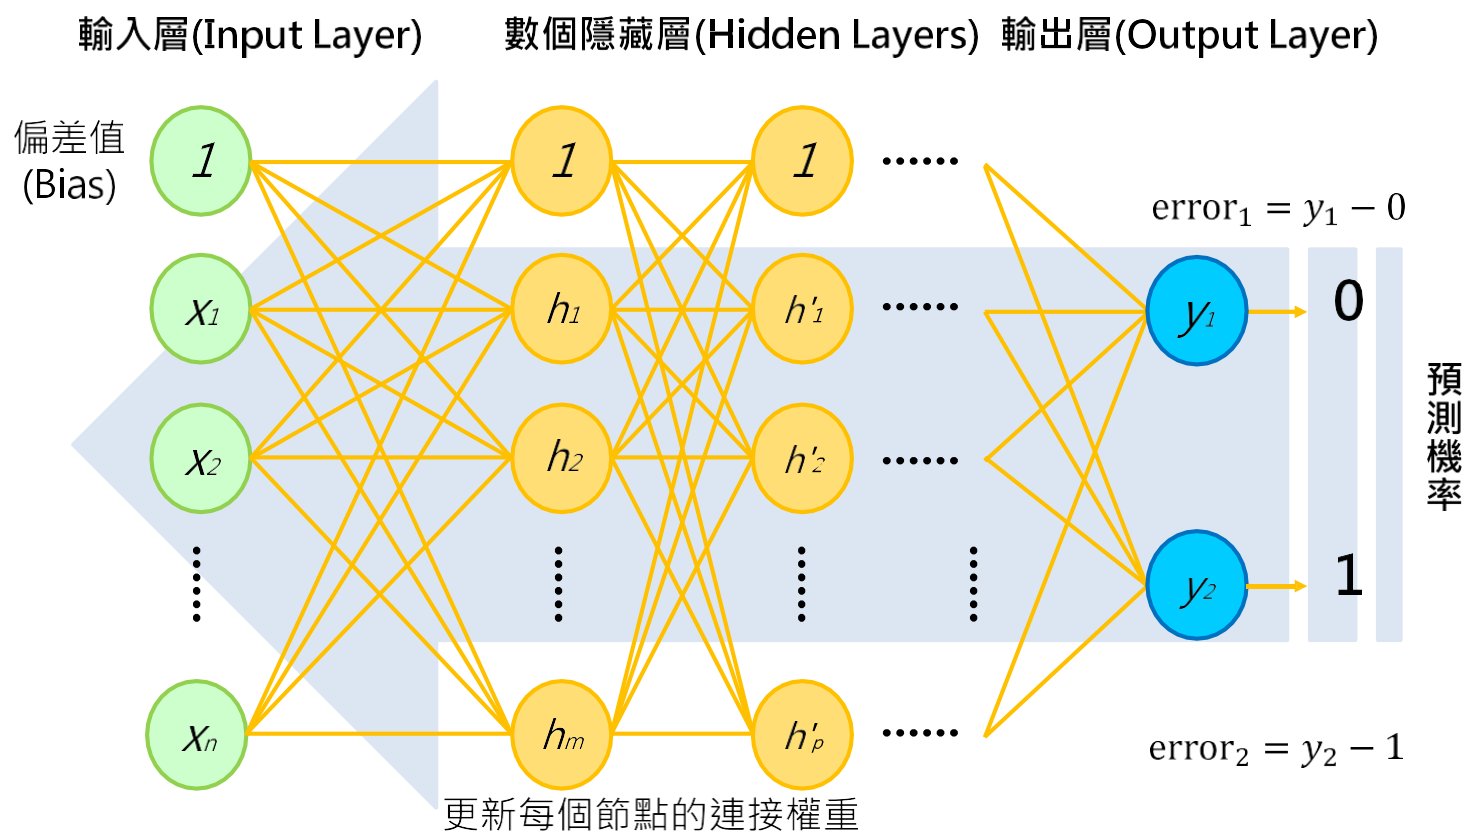 輸入層(Input Layer)
數個隱藏層(Hidden Layers)
輸出層(Output Layer)
偏差值
(Bias)
1
1
1
……
error₁ = y₁ − 0
x₁
h₁
h'₁
……
y₁
0
x₂
h₂
h'₂
……
預測機率
y₂
1
xₙ
hₘ
h'ₚ
……
error₂ = y₂ − 1
更新每個節點的連接權重